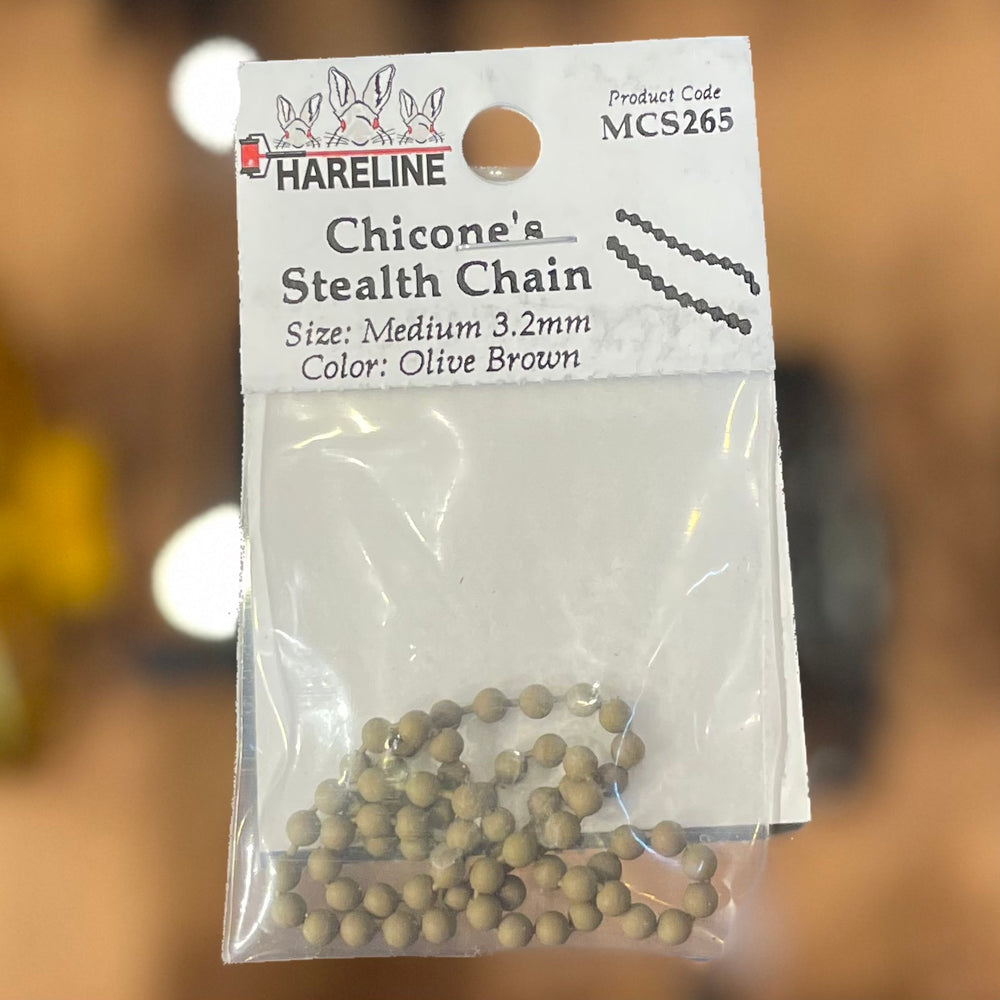 HARELINE
Product Code
MCS265
Chicone's
Stealth Chain
Size: Medium 3.2mm
Color: Olive Brown